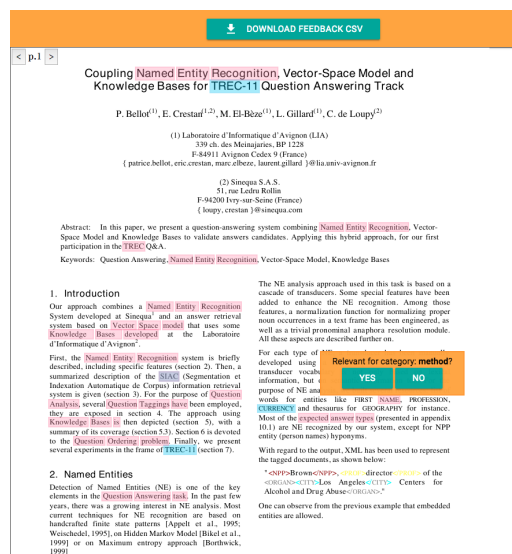 DOWNLOAD FEEDBACK CSV
< p.1 >
Coupling Named Entity Recognition, Vector-Space Model and
Knowledge Bases for TREC-11 Question Answering Track
P. Bellot(1), E. Crestan(1,2), M. El-Bèze(1), L. Gillard(1), C. de Loupy(2)
(1) Laboratoire d'Informatique d'Avignon (LIA)
339 ch. des Meinajaries, BP 1228
F-84911 Avignon Cedex 9 (France)
{ patrice.bellot, eric.crestan, marc.elbeze, laurent.gillard }@lia.univ-avignon.fr
(2) Sinequa S.A.S.
51, rue Ledru Rollin
F-94200 Ivry-sur-Seine (France)
{ loupy, crestan }@sinequa.com
Abstract: In this paper, we present a question-answering system combining Named Entity Recognition, Vector-
Space Model and Knowledge Bases to validate answers candidates. Applying this hybrid approach, for our first
participation in the TREC Q&A.
Keywords: Question Answering, Named Entity Recognition, Vector-Space Model, Knowledge Bases
1. Introduction
Our approach combines a Named Entity Recognition
System developed at Sinequa1 and an answer retrieval
system based on Vector Space model that uses some
Knowledge Bases developed at the Laboratoire
d'Informatique d'Avignon2.
First, the Named Entity Recognition system is briefly
described, including specific features (section 2). Then, a
summarized description of the SIAC (Segmentation et
Indexation Automatique de Corpus) information retrieval
system is given (section 3). For the purpose of Question
Analysis, several Question Taggings have been employed,
they are exposed in section 4. The approach using
Knowledge Bases is then depicted (section 5), with a
summary of its coverage (section 5.3). Section 6 is devoted
to the Question Ordering problem. Finally, we present
several experiments in the frame of TREC-11 (section 7).
2. Named Entities
Detection of Named Entities (NE) is one of the key
elements in the Question Answering task. In the past few
years, there was a growing interest in NE analysis. Most
current techniques for NE recognition are based on
handcrafted finite state patterns [Appelt et al., 1995;
Weischedel, 1995], on Hidden Markov Model [Bikel et al.,
1999] or on Maximum entropy approach [Borthwick,
1999]
The NE analysis approach used in this task is based on a
cascade of transducers. Some special features have been
added to enhance the NE recognition. Among those
features, a normalization function for normalizing proper
noun occurrences in a text frame has been engineered, as
well as a trivial pronominal anaphora resolution module.
All these aspects are described further on.
For each type of
developed using
transducer vocab
information, but
purpose of NE ana
words for entities like FIRST NAME, PROFESSION,
CURRENCY and thesaurus for GEOGRAPHY for instance.
Most of the expected answer types (presented in appendix
10.1) are NE recognized by our system, except for NPP
entity (person names) hyponyms.
Relevant for category: method?
YES NO
With regard to the output, XML has been used to represent
the tagged documents, as shown below:
"<NPP>Brown</NPP>, director of the
<ORGAN><CITY>Los Angeles</CITY> Centers for
Alcohol and Drug Abuse</ORGAN>."
One can observe from the previous example that embedded
entities are allowed.